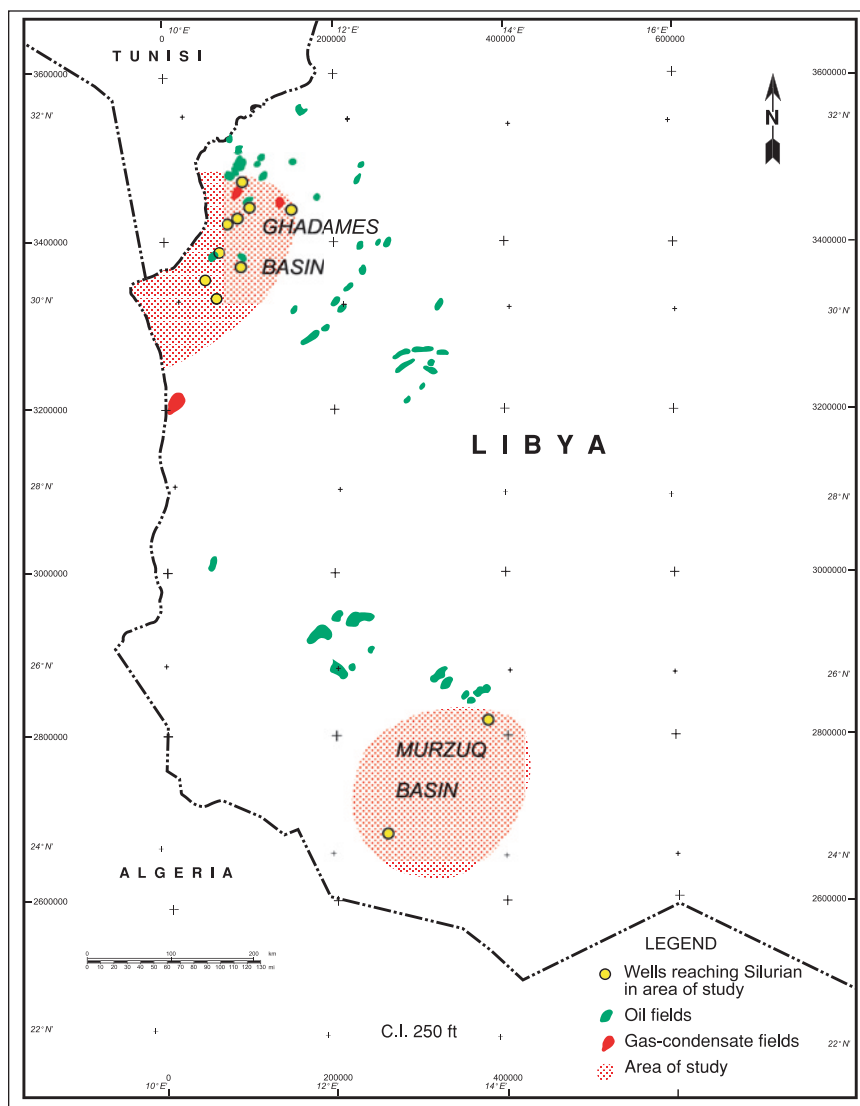 10°E' 12°E' 14°E' 16°E'
0 200000 400000 600000
TUNISI
3600000 3600000
32°N' 32°N'
N
GHADAMES
3400000 3400000
BASIN
30°N' 30°N'
3200000 3200000
LIBYA
28°N' 28°N'
3000000 3000000
26°N' 26°N'
2800000 2800000
MURZUQ
BASIN
24°N' 24°N'
ALGERIA
2600000 2600000
LEGEND
0 100 200 km
0 10 20 30 40 50 60 70 80 90 100 110 120 130 mi
Wells reaching Silurian
in area of study
Oil fields
22°N' C.I. 250 ft
Gas-condensate fields 22°N'
Area of study
0 200000 400000
10°E' 12°E' 14°E'